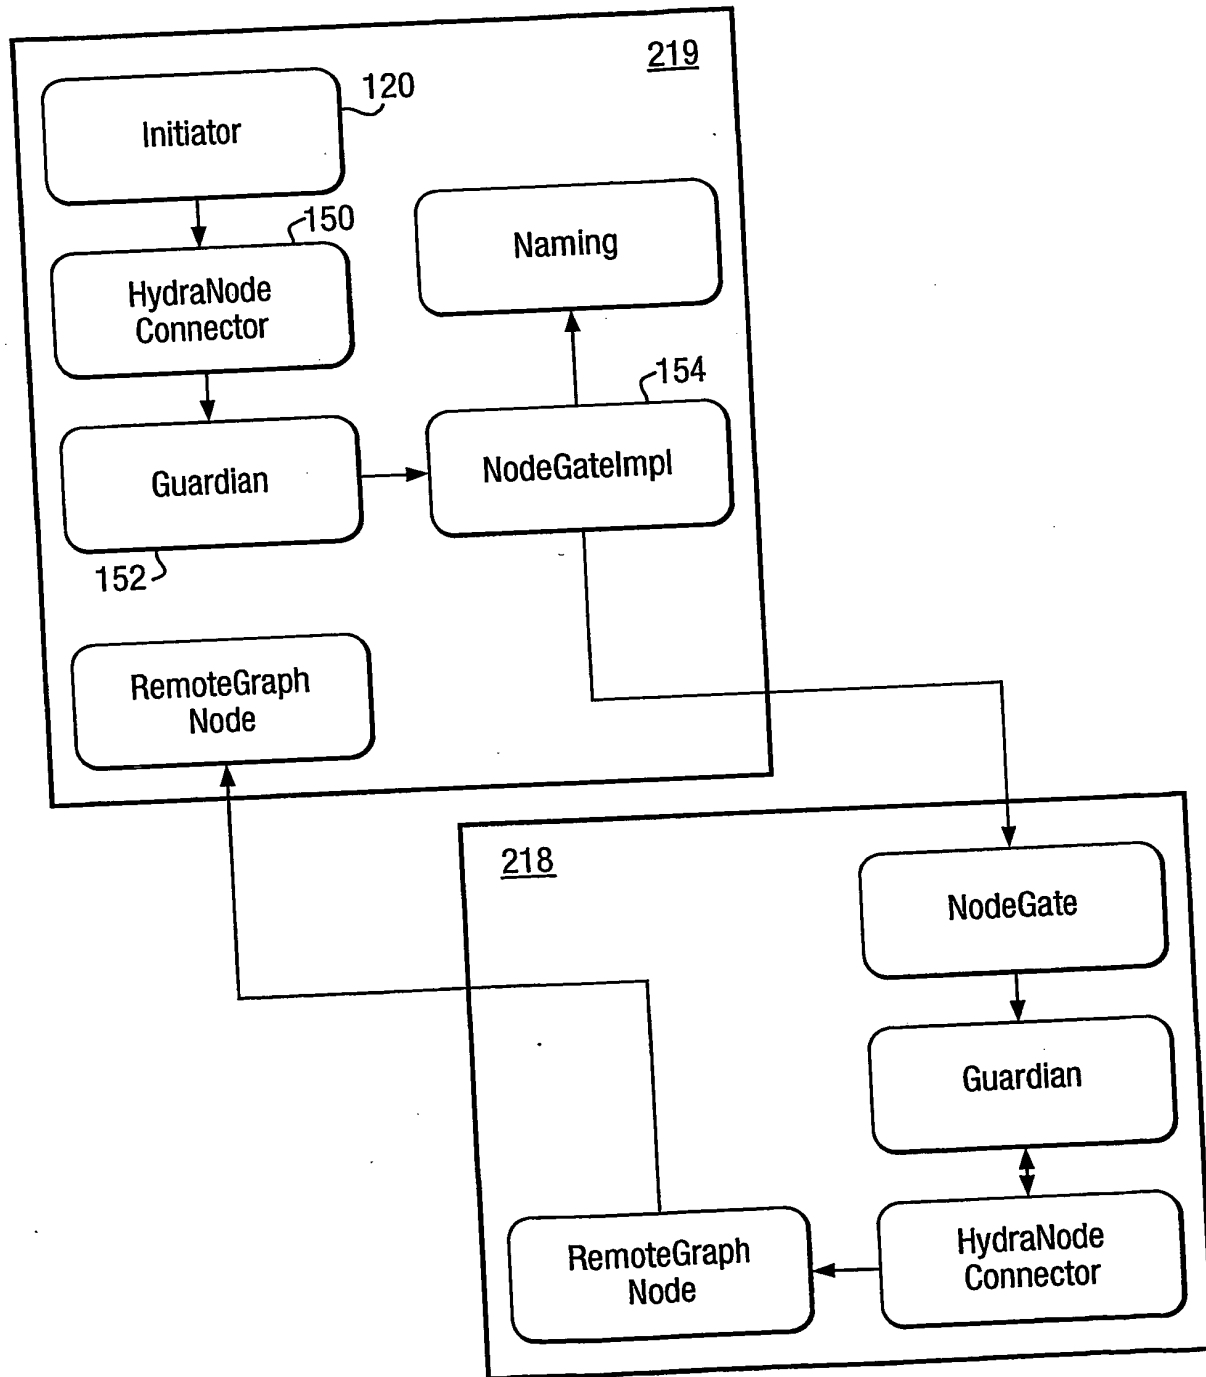 219
120
Initiator
150
Naming
HydraNode
Connector
154
Guardian
NodeGateImpl
152
RemoteGraph
Node
218
NodeGate
Guardian
HydraNode
Connector
RemoteGraph
Node